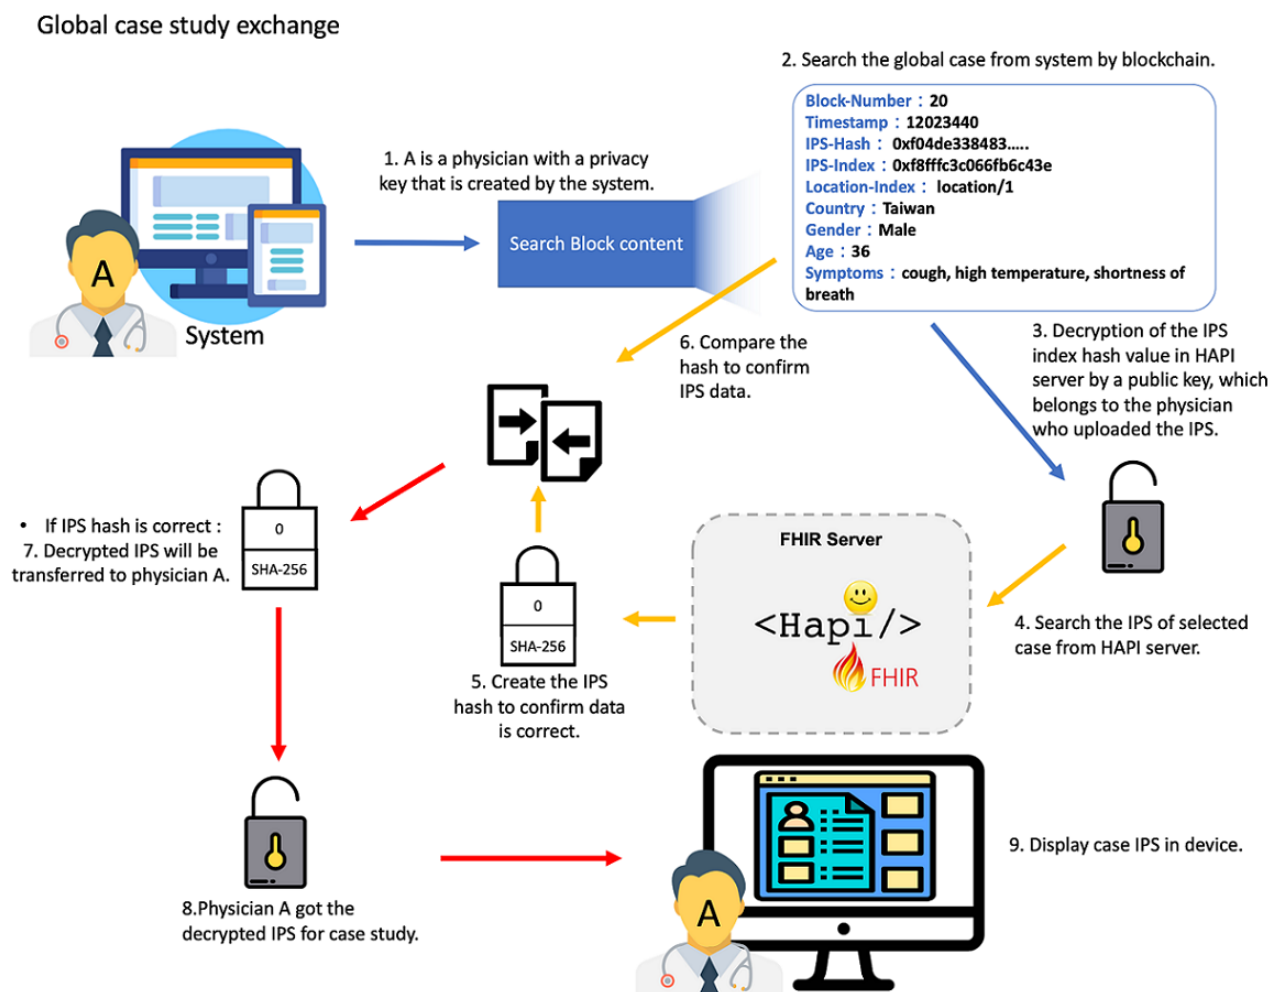 Global case study exchange
2. Search the global case from system by blockchain.
Block-Number : 20
Timestamp : 12023440
IPS-Hash : 0xf04de338483.....
IPS-Index : 0xf8fffc3c066fb6c43e
Location-Index : location/1
Country : Taiwan
Gender : Male
Age : 36
Symptoms : cough, high temperature, shortness of
breath
1. A is a physician with a privacy
key that is created by the system.
Search Block content
A
System
3. Decryption of the IPS
index hash value in HAPI
server by a public key, which
belongs to the physician
who uploaded the IPS.
6. Compare the
hash to confirm
IPS data.
• If IPS hash is correct :
7. Decrypted IPS will be
transferred to physician A.
0
SHA-256
0
SHA-256
5. Create the IPS
hash to confirm data
is correct.
FHIR Server
<Hapi/>
FHIR
4. Search the IPS of selected
case from HAPI server.
8.Physician A got the
decrypted IPS for case study.
A
9. Display case IPS in device.